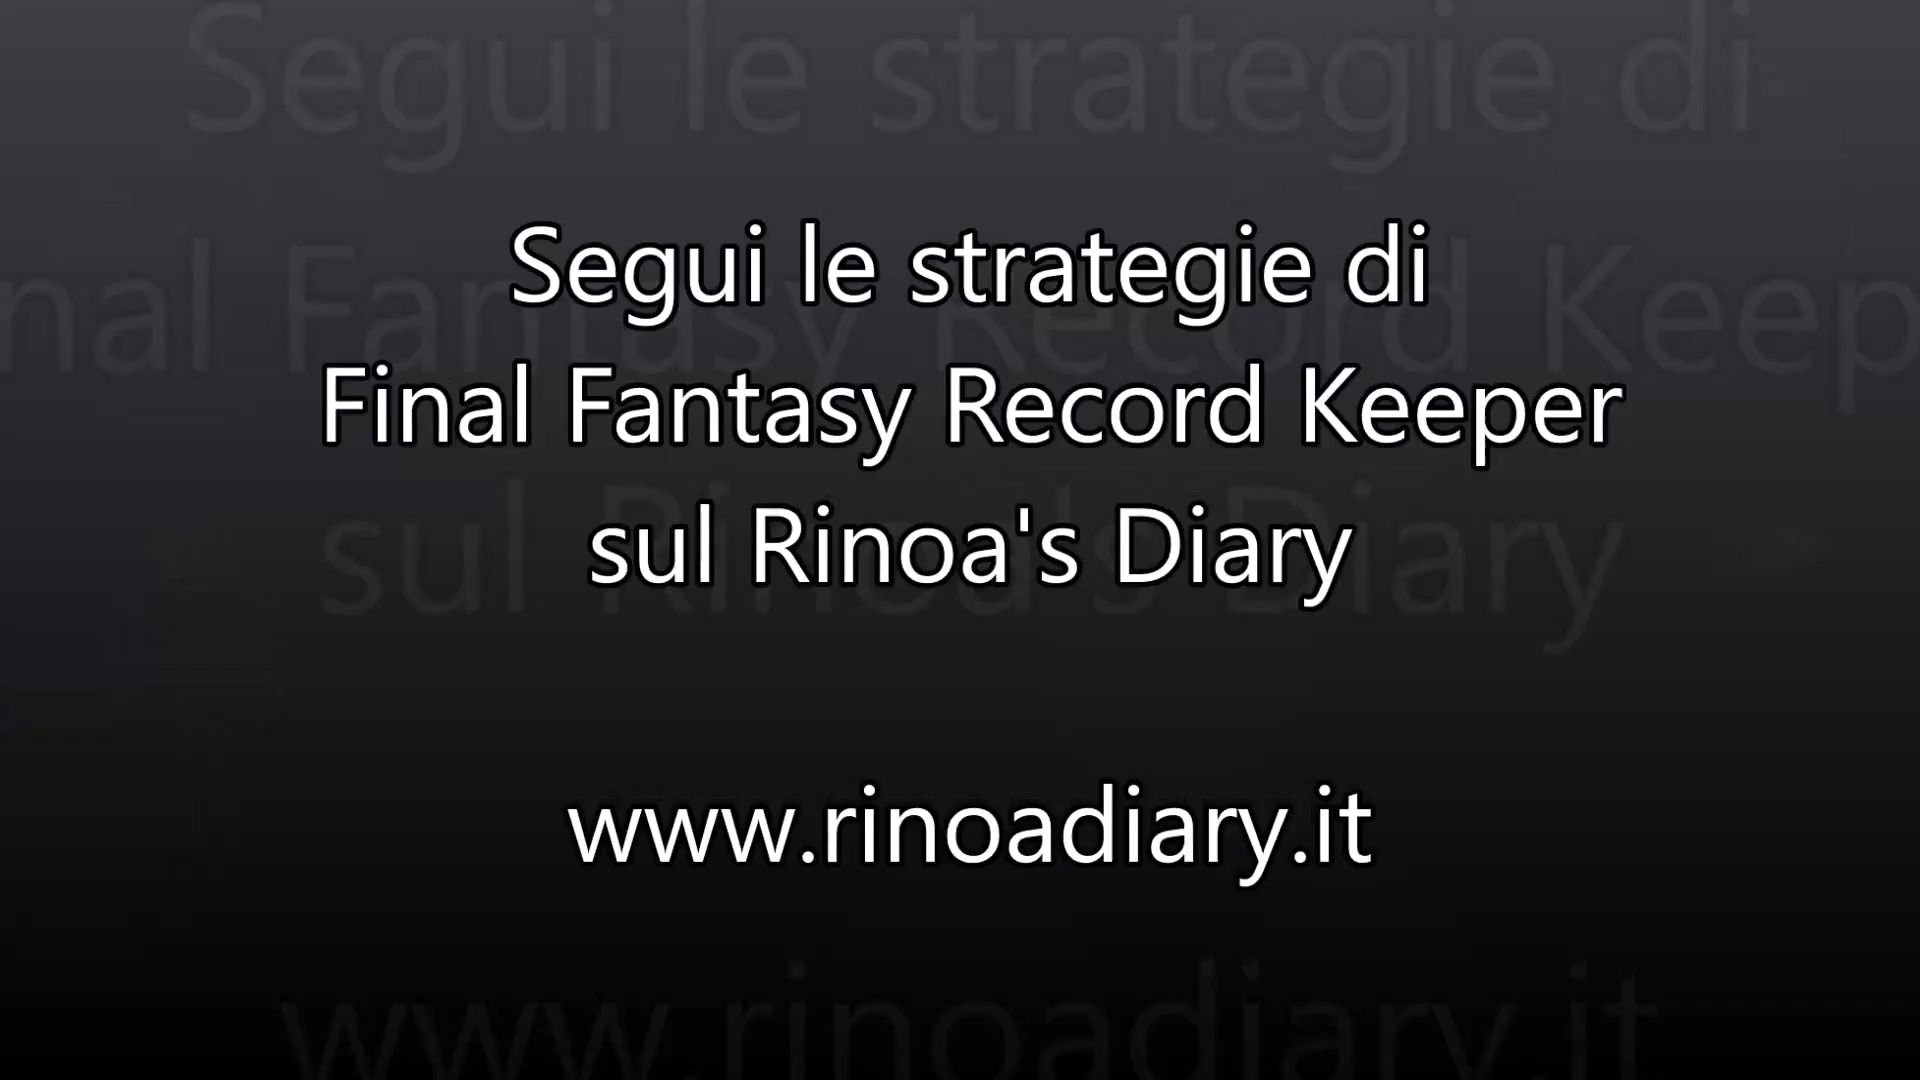 Segui le strategie di
Final Fantasy Record Keeper
sul Rinoa's Diary
www.rinoadiary.it